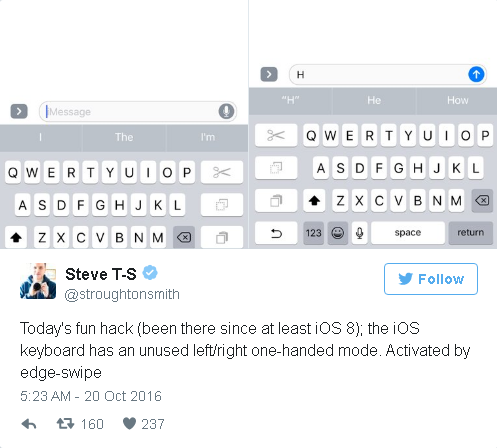 iMessage
I The I'm
Q W E R T Y U I O P
A S D F G H J K L
Z X C V B N M
H
"H" He How
Q W E R T Y U I O P
A S D F G H J K L
Z X C V B N M
123 space return
Steve T-S
@stroughtonsmith
Follow
Today's fun hack (been there since at least iOS 8); the iOS
keyboard has an unused left/right one-handed mode. Activated by
edge-swipe
5:23 AM - 20 Oct 2016
160 237